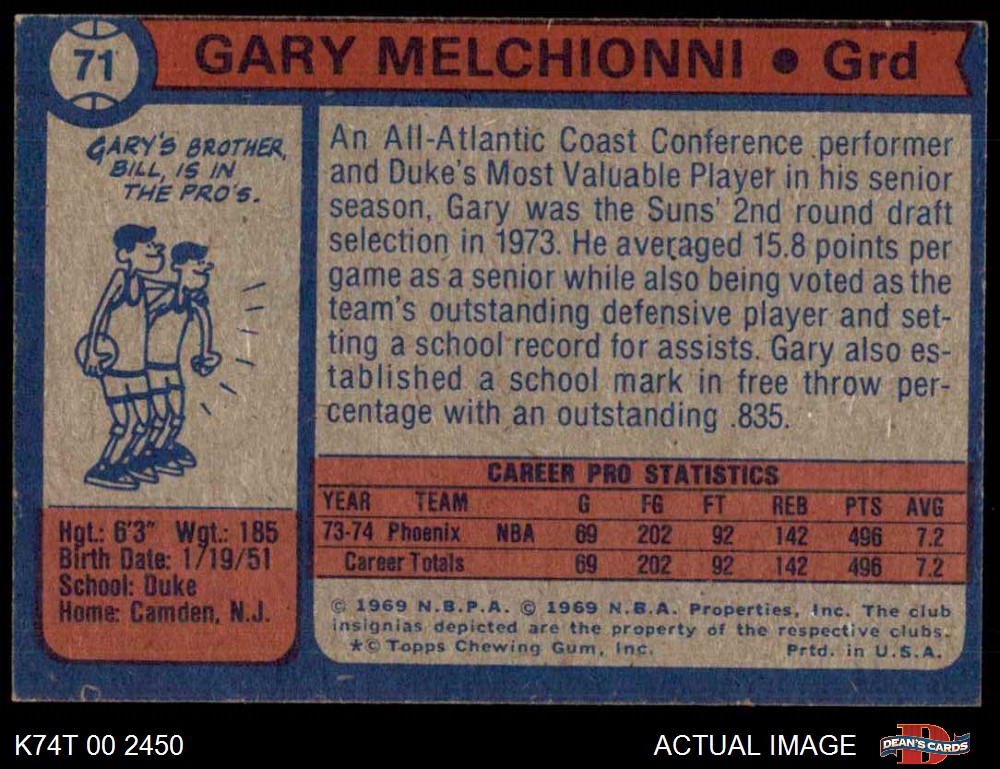 71
GARY MELCHIONNI • Grd
GARY'S BROTHER,
BILL, IS IN
THE PRO'S.
An All-Atlantic Coast Conference performer
and Duke's Most Valuable Player in his senior
season, Gary was the Suns' 2nd round draft
selection in 1973. He averaged 15.8 points per
game as a senior while also being voted as the
team's outstanding defensive player and set-
ting a school record for assists. Gary also es-
tablished a school mark in free throw per-
centage with an outstanding .835.
CAREER PRO STATISTICS
YEAR TEAM G FG FT REB PTS AVG
73-74 Phoenix NBA 69 202 92 142 496 7.2
Career Totals 69 202 92 142 496 7.2
Hgt.: 6'3" Wgt.: 185
Birth Date: 1/19/51
School: Duke
Home: Camden, N.J.
© 1969 N.B.P.A. © 1969 N.B.A. Properties, Inc. The club
insignias depicted are the property of the respective clubs.
*© Topps Chewing Gum, Inc. Prtd. in U.S.A.
K74T 00 2450
ACTUAL IMAGE
D
DEAN'S CARDS